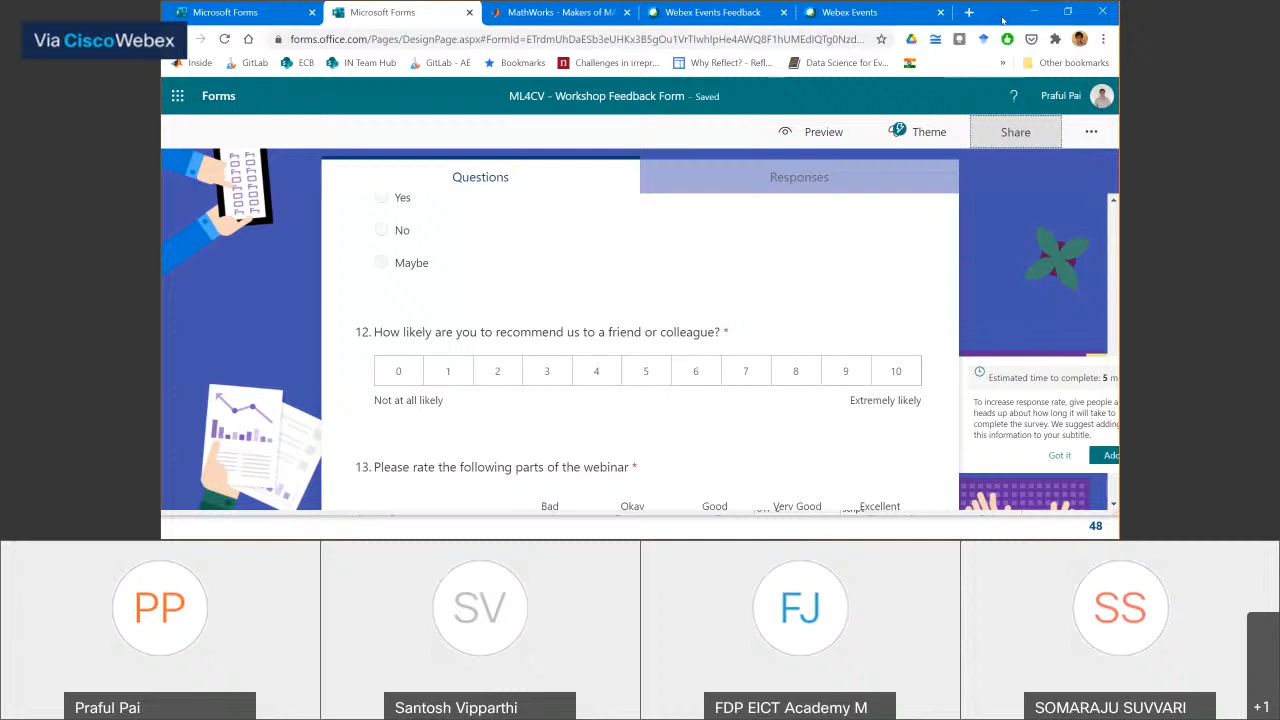 Via Cisco Webex
Microsoft Forms
Microsoft Forms
MathWorks - Makers of MA
Webex Events Feedback
Webex Events
forms.office.com/Pages/DesignPage.aspx#FormId=ETrdmUhDaESb3eUHKx3B5gOu1VrTIwhIpHe4AWQ8F1hUMEdIQTg0Nzd...
Inside
GitLab
ECB
IN Team Hub
GitLab - AE
Bookmarks
Challenges in irrepr...
Why Reflect? - Refl...
Data Science for Ev...
»
Other bookmarks
Forms
ML4CV - Workshop Feedback Form - Saved
?
Praful Pai
Preview
Theme
Share
Questions
Responses
Yes
No
Maybe
12. How likely are you to recommend us to a friend or colleague? *
0 1 2 3 4 5 6 7 8 9 10
Not at all likely
Extremely likely
Estimated time to complete: 5 m
To increase response rate, give people a
heads up about how long it will take to
complete the survey. We suggest adding
this information to your subtitle.
Got it
Add
13. Please rate the following parts of the webinar *
Bad Okay Good Very Good Excellent
48
PP
SV
FJ
SS
Praful Pai
Santosh Vipparthi
FDP EICT Academy M
SOMARAJU SUVVARI
+1